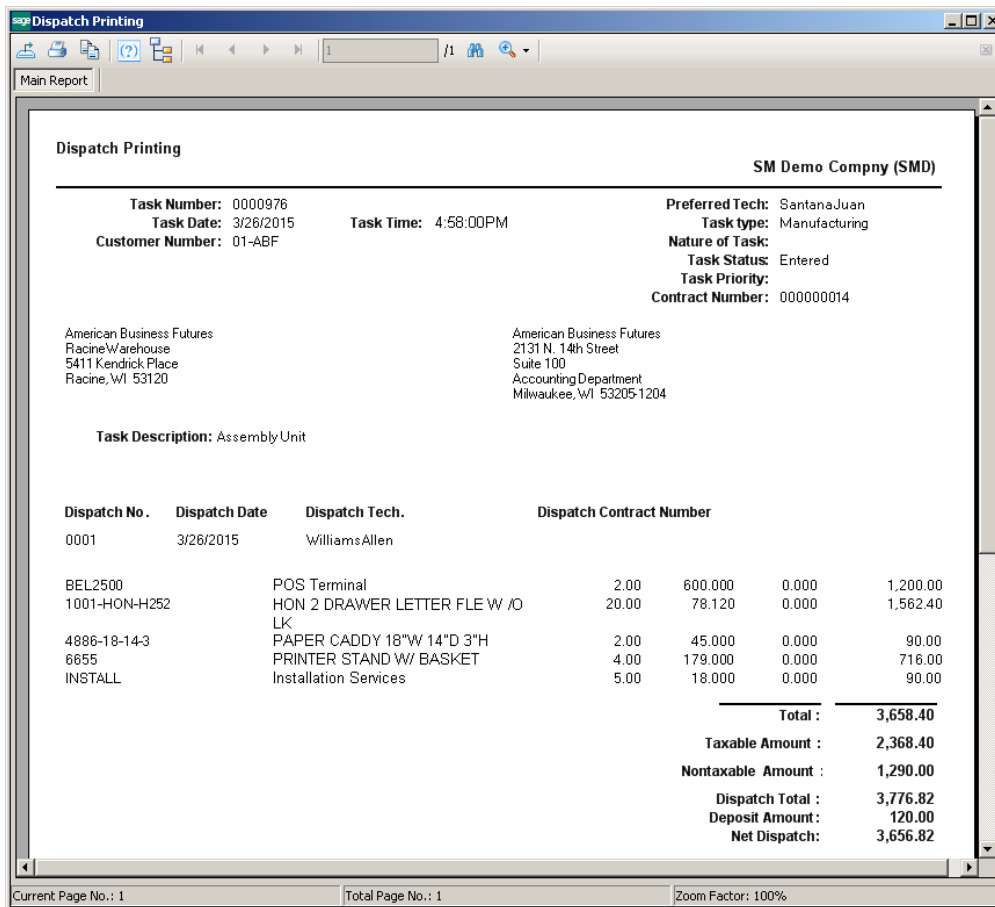 sage Dispatch Printing
(?) 1 /1
Main Report
Dispatch Printing
SM Demo Compny (SMD)
Task Number: 0000976 Preferred Tech: SantanaJuan
Task Date: 3/26/2015 Task Time: 4:58:00PM Task type: Manufacturing
Customer Number: 01-ABF Nature of Task:
Task Status: Entered
Task Priority:
Contract Number: 000000014
American Business Futures American Business Futures
RacineWarehouse 2131 N. 14th Street
5411 Kendrick Place Suite 100
Racine, WI 53120 Accounting Department
Milwaukee, WI 53205-1204
Task Description: Assembly Unit
Dispatch No. Dispatch Date Dispatch Tech. Dispatch Contract Number
0001 3/26/2015 WilliamsAllen
BEL2500 POS Terminal 2.00 600.000 0.000 1,200.00
1001-HON-H252 HON 2 DRAWER LETTER FLE W /O 20.00 78.120 0.000 1,562.40
LK
4886-18-14-3 PAPER CADDY 18"W 14"D 3"H 2.00 45.000 0.000 90.00
6655 PRINTER STAND W/ BASKET 4.00 179.000 0.000 716.00
INSTALL Installation Services 5.00 18.000 0.000 90.00
Total : 3,658.40
Taxable Amount : 2,368.40
Nontaxable Amount : 1,290.00
Dispatch Total : 3,776.82
Deposit Amount: 120.00
Net Dispatch: 3,656.82
Current Page No.: 1 Total Page No.: 1 Zoom Factor: 100%